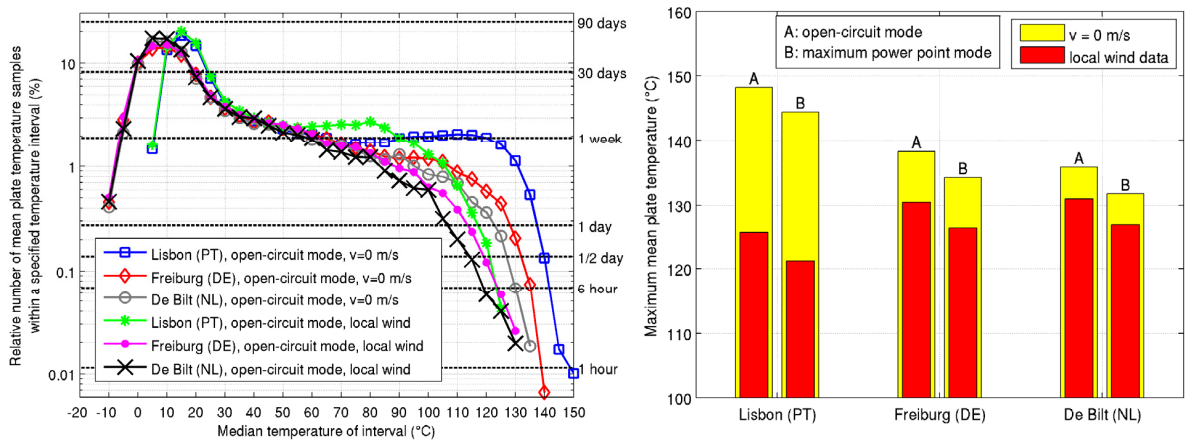 Relative number of mean plate temperature samples
within a specified temperature interval (%)
10
1
0.1
0.01
90 days
30 days
1 week
1 day
1/2 day
6 hour
1 hour
Lisbon (PT), open-circuit mode, v=0 m/s
Freiburg (DE), open-circuit mode, v=0 m/s
De Bilt (NL), open-circuit mode, v=0 m/s
Lisbon (PT), open-circuit mode, local wind
Freiburg (DE), open-circuit mode, local wind
De Bilt (NL), open-circuit mode, local wind
-20 -10 0 10 20 30 40 50 60 70 80 90 100 110 120 130 140 150
Median temperature of interval (°C)
Maximum mean plate temperature (°C)
160
150
140
130
120
110
100
A: open-circuit mode
B: maximum power point mode
v = 0 m/s
local wind data
A B A B A B
Lisbon (PT) Freiburg (DE) De Bilt (NL)